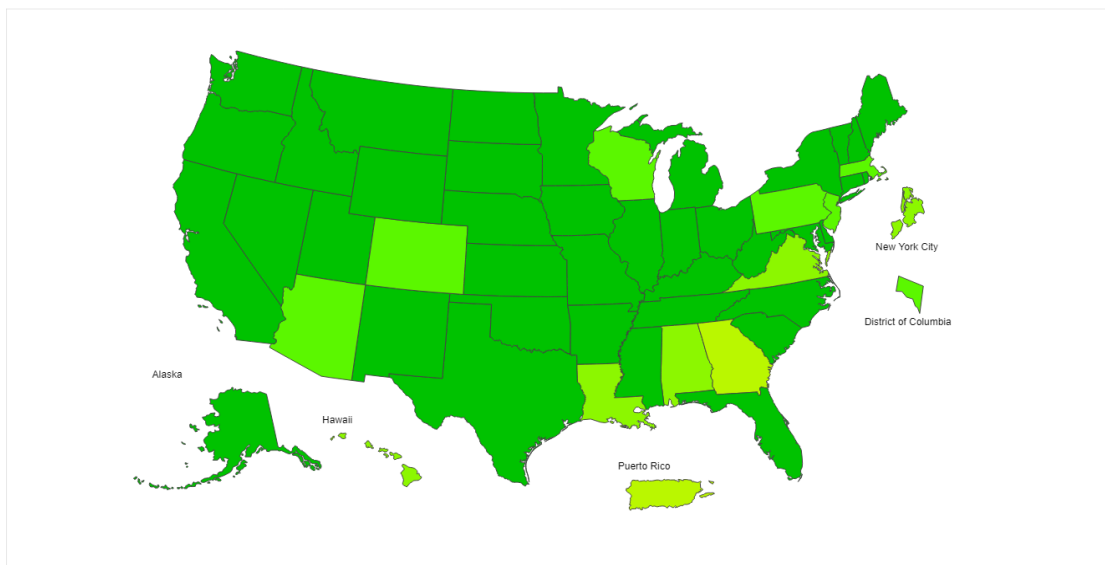 New York City
District of Columbia
Alaska
Hawaii
Puerto Rico